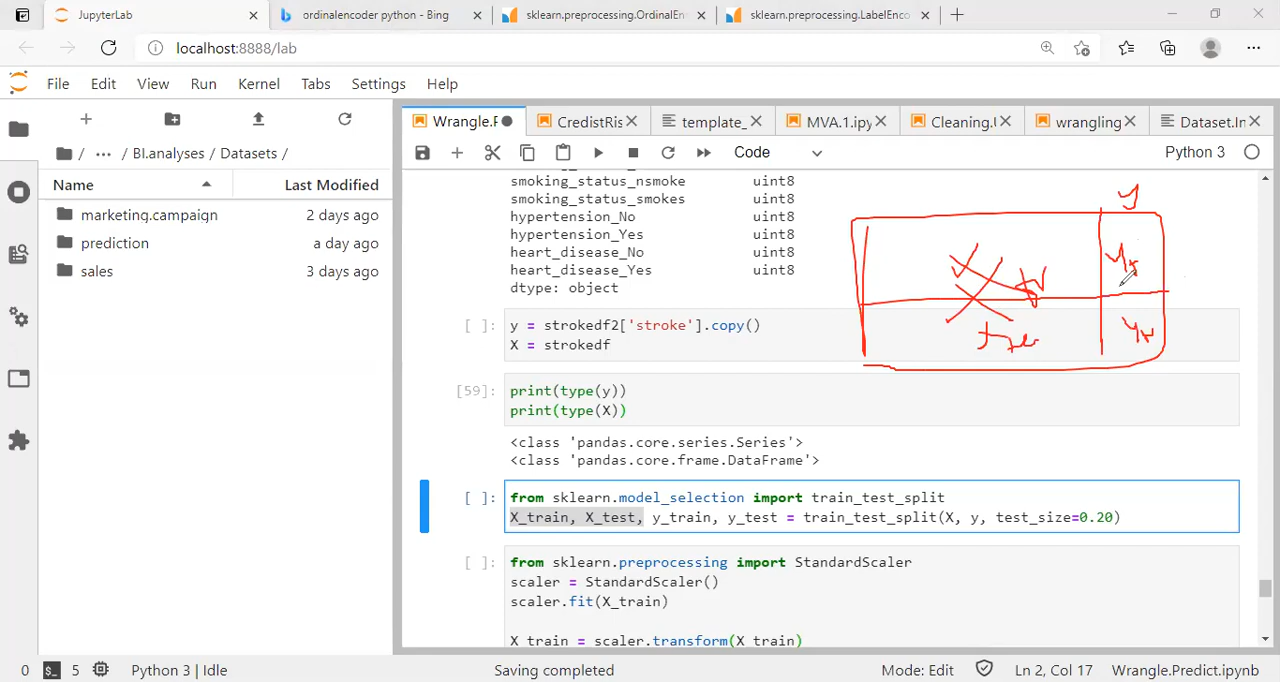 JupyterLab
ordinalencoder python - Bing
sklearn.preprocessing.OrdinalEn
sklearn.preprocessing.LabelEnco
localhost:8888/lab
File Edit View Run Kernel Tabs Settings Help
Wrangle.F
CredistRis
template_
MVA.1.ipy
Cleaning.
wrangling
Dataset.In
/ ... / BI.analyses / Datasets /
Code
Python 3
Name Last Modified
marketing.campaign 2 days ago
prediction a day ago
sales 3 days ago
smoking_status_nsmoke uint8
smoking_status_smokes uint8
hypertension_No uint8
hypertension_Yes uint8
heart_disease_No uint8
heart_disease_Yes uint8
dtype: object
y
X
[ ]: y = strokedf2['stroke'].copy()
X = strokedf
[59]: print(type(y))
print(type(X))
<class 'pandas.core.series.Series'>
<class 'pandas.core.frame.DataFrame'>
[ ]: from sklearn.model_selection import train_test_split
X_train, X_test, y_train, y_test = train_test_split(X, y, test_size=0.20)
[ ]: from sklearn.preprocessing import StandardScaler
scaler = StandardScaler()
scaler.fit(X_train)
X_train = scaler.transform(X_train)
0 5 Python 3 | Idle
Saving completed
Mode: Edit
Ln 2, Col 17
Wrangle.Predict.ipynb